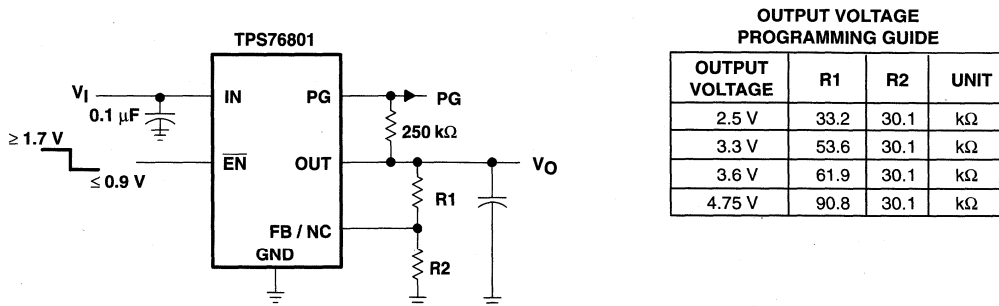 TPS76801
V_I
IN
PG
PG
0.1 µF
250 kΩ
≥ 1.7 V
≤ 0.9 V
E̅N̅
OUT
V_O
R1
FB / NC
GND
R2
OUTPUT VOLTAGE
PROGRAMMING GUIDE
OUTPUT VOLTAGE R1 R2 UNIT
2.5 V 33.2 30.1 kΩ
3.3 V 53.6 30.1 kΩ
3.6 V 61.9 30.1 kΩ
4.75 V 90.8 30.1 kΩ